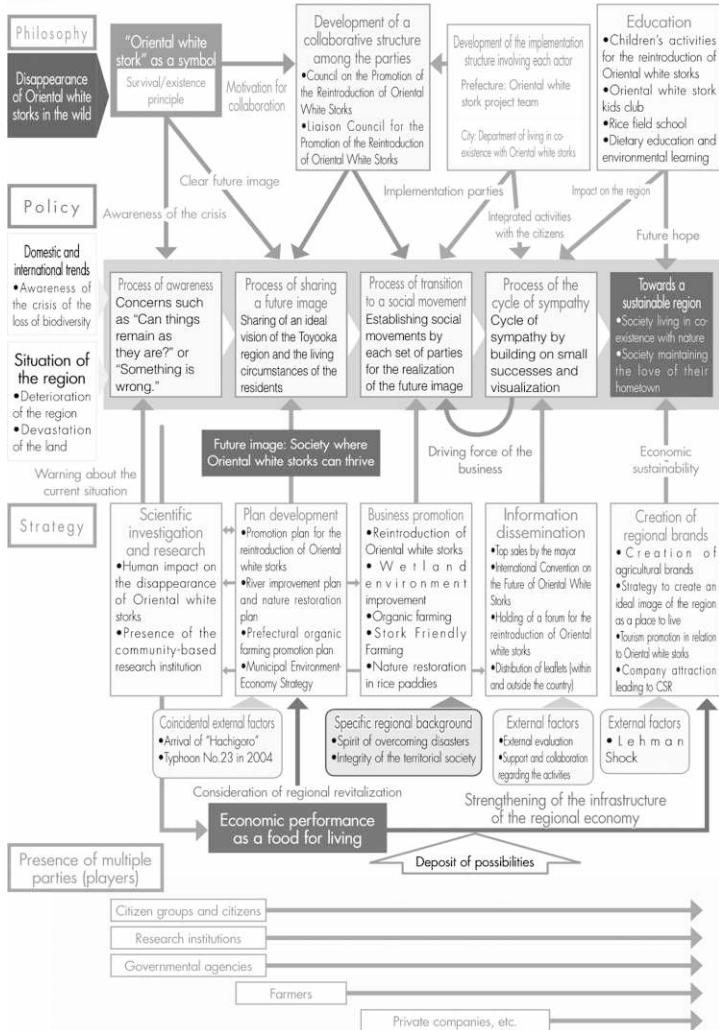 Philosophy
Disappearance
of Oriental white
storks in the wild
"Oriental white
stork" as a symbol
Survival/existence
principle
Motivation for
collaboration
Development of a
collaborative structure
among the parties
•Council on the Promotion of
the Reintroduction of Oriental
White Storks
•Liaison Council for the
Promotion of the Reintroduction
of Oriental White Storks
Development of the implementation
structure involving each actor
Prefecture: Oriental white
stork project team
City: Department of living in co-
existence with Oriental white storks
Education
•Children's activities
for the reintroduction of
Oriental white storks
•Oriental white stork
kids club
•Rice field school
•Dietary education and
environmental learning
Clear future image
Awareness of the crisis
Implementation parties
Integrated activities
with the citizens
Impact on the region
Future hope
Policy
Domestic and
international trends
•Awareness of
the crisis of the
loss of biodiversity
Situation of
the region
•Deterioration
of the region
•Devastation
of the land
Process of awareness
Concerns such
as "Can things
remain as
they are?" or
"Something is
wrong."
Process of sharing
a future image
Sharing of an ideal
vision of the Toyooka
region and the living
circumstances of the
residents
Process of transition
to a social movement
Establishing social
movements by
each set of parties
for the realization
of the future image
Process of the
cycle of sympathy
Cycle of
sympathy by
building on small
successes and
visualization
Towards a
sustainable region
•Society living in co-
existence with nature
•Society maintaining
the love of their
hometown
Future image: Society where
Oriental white storks can thrive
Driving force of the
business
Economic
sustainability
Warning about the
current situation
Strategy
Scientific
investigation
and research
•Human impact on
the disappearance
of Oriental white
storks
•Presence of the
community-based
research institution
Plan development
•Promotion plan for the
reintroduction of Oriental
white storks
•River improvement plan
and nature restoration
plan
•Prefectural organic
farming promotion plan
•Municipal Environment-
Economy Strategy
Business promotion
•Reintroduction of
Oriental white storks
•Wetland
environment
improvement
•Organic farming
•Stork Friendly
Farming
•Nature restoration
in rice paddies
Information
dissemination
•Top sales by the mayor
•International Convention on
the Future of Oriental White
Storks
•Holding of a forum for the
reintroduction of Oriental
white storks
•Distribution of leaflets (within
and outside the country)
Creation of
regional brands
•Creation of
agricultural brands
•Strategy to create an
ideal image of the region
as a place to live
•Tourism promotion in relation
to Oriental white storks
•Company attraction
leading to CSR
Coincidental external factors
•Arrival of "Hachigoro"
•Typhoon No.23 in 2004
Specific regional background
•Spirit of overcoming disasters
•Integrity of the territorial society
External factors
•External evaluation
•Support and collaboration
regarding the activities
External factors
•Lehman
Shock
Consideration of regional revitalization
Economic performance
as a food for living
Strengthening of the infrastructure
of the regional economy
Deposit of possibilities
Presence of multiple
parties (players)
Citizen groups and citizens
Research institutions
Governmental agencies
Farmers
Private companies, etc.